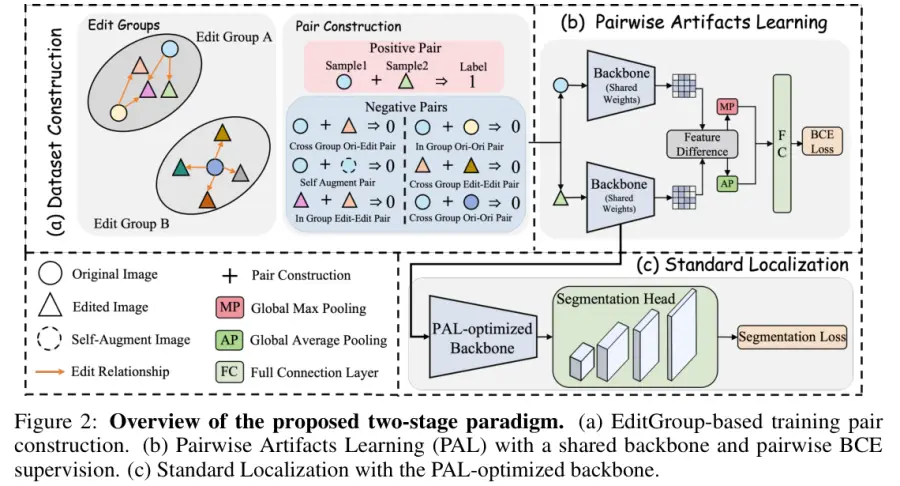 (a) Dataset Construction
Edit Groups
Edit Group A
Edit Group B
Pair Construction
Positive Pair
Sample1 Sample2 Label
+ ⇒ 1
Negative Pairs
+ ⇒ 0
Cross Group Ori-Edit Pair
+ ⇒ 0
Self Augment Pair
+ ⇒ 0
In Group Edit-Edit Pair
+ ⇒ 0
In Group Ori-Ori Pair
+ ⇒ 0
Cross Group Edit-Edit Pair
+ ⇒ 0
Cross Group Ori-Ori Pair
(b) Pairwise Artifacts Learning
Backbone
(Shared
Weights)
Backbone
(Shared
Weights)
MP
Feature
Difference
AP
F
C
BCE
Loss
Original Image
Edited Image
Self-Augment Image
Edit Relationship
+ Pair Construction
MP Global Max Pooling
AP Global Average Pooling
FC Full Connection Layer
(c) Standard Localization
PAL-optimized
Backbone
Segmentation Head
Segmentation Loss
Figure 2: Overview of the proposed two-stage paradigm. (a) EditGroup-based training pair
construction. (b) Pairwise Artifacts Learning (PAL) with a shared backbone and pairwise BCE
supervision. (c) Standard Localization with the PAL-optimized backbone.